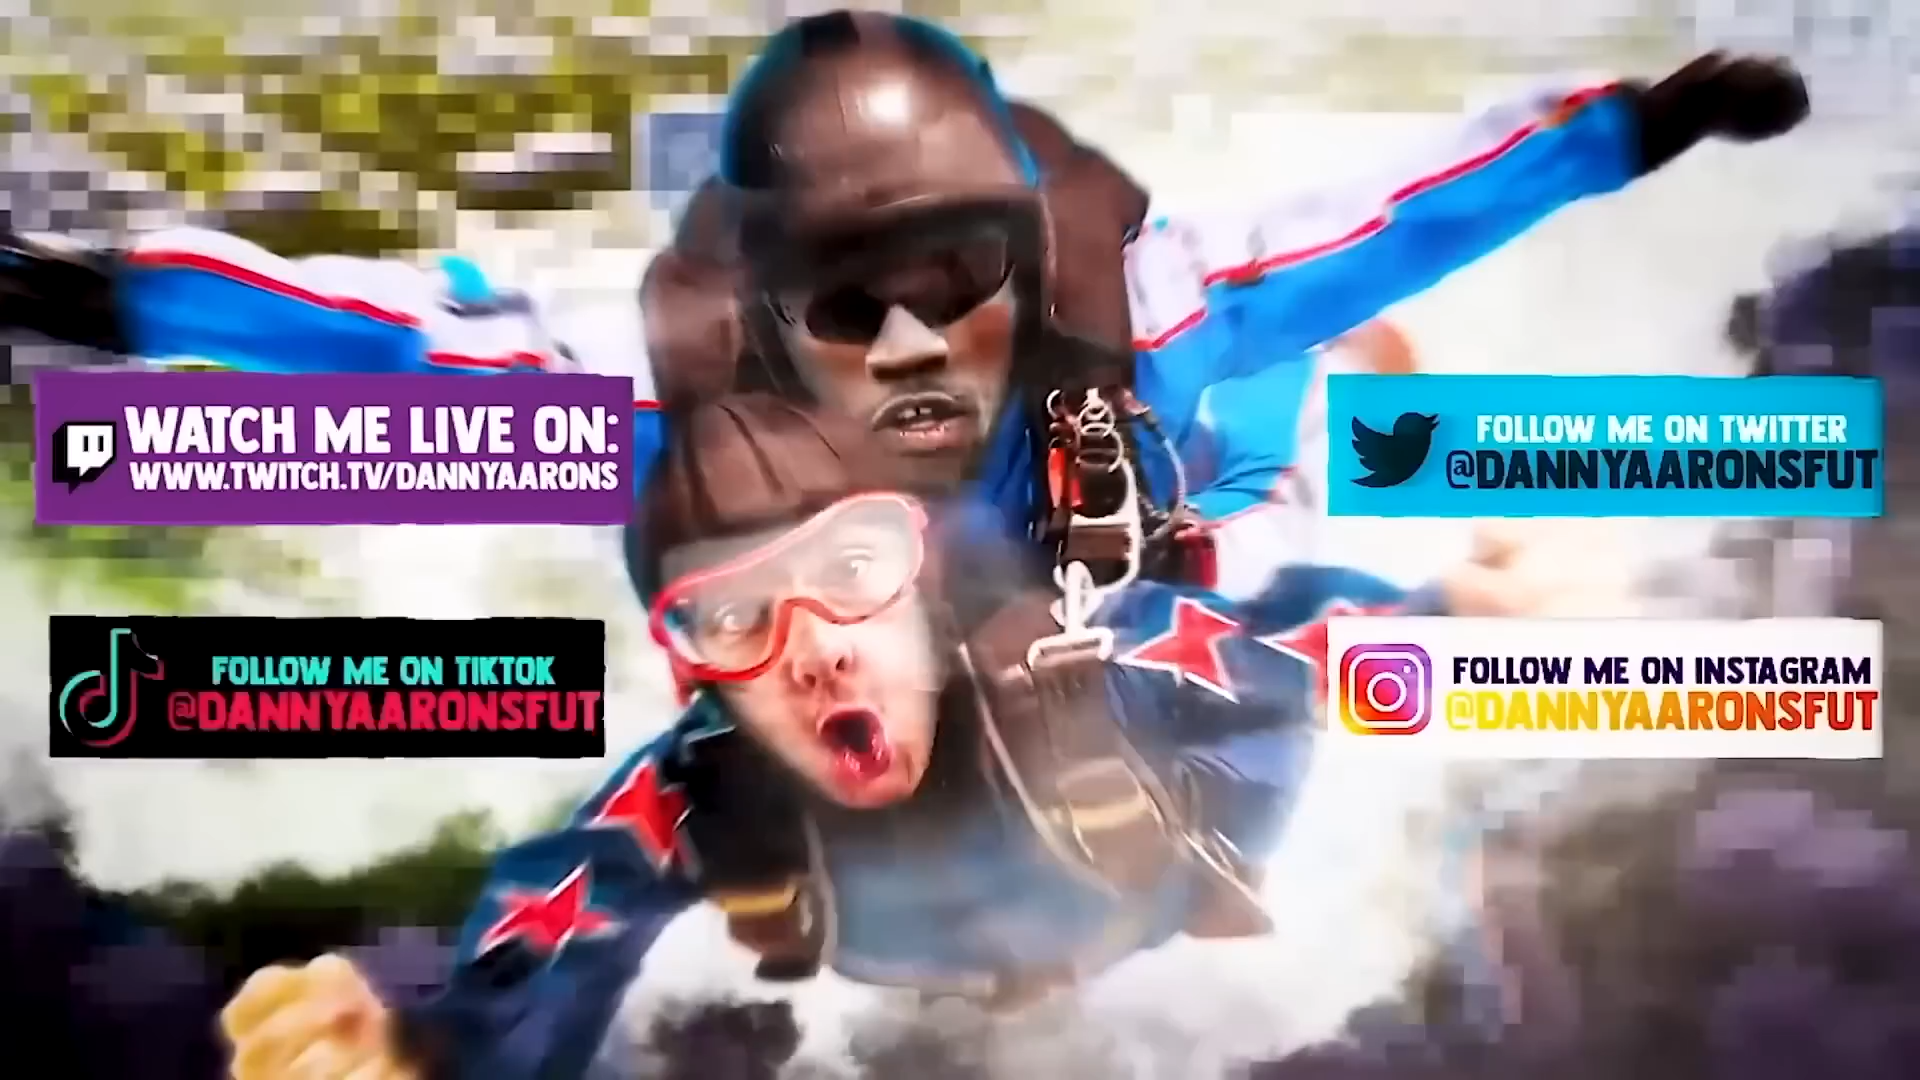 WATCH ME LIVE ON:
WWW.TWITCH.TV/DANNYAARONS
FOLLOW ME ON TWITTER
@DANNYAARONSFUT
FOLLOW ME ON TIKTOK
@DANNYAARONSFUT
FOLLOW ME ON INSTAGRAM
@DANNYAARONSFUT